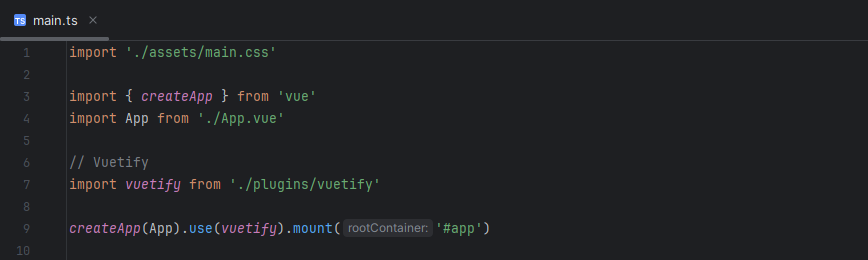 TS main.ts ×
1 import './assets/main.css'
2
3 import { createApp } from 'vue'
4 import App from './App.vue'
5
6 // Vuetify
7 import vuetify from './plugins/vuetify'
8
9 createApp(App).use(vuetify).mount( rootContainer: '#app')
10